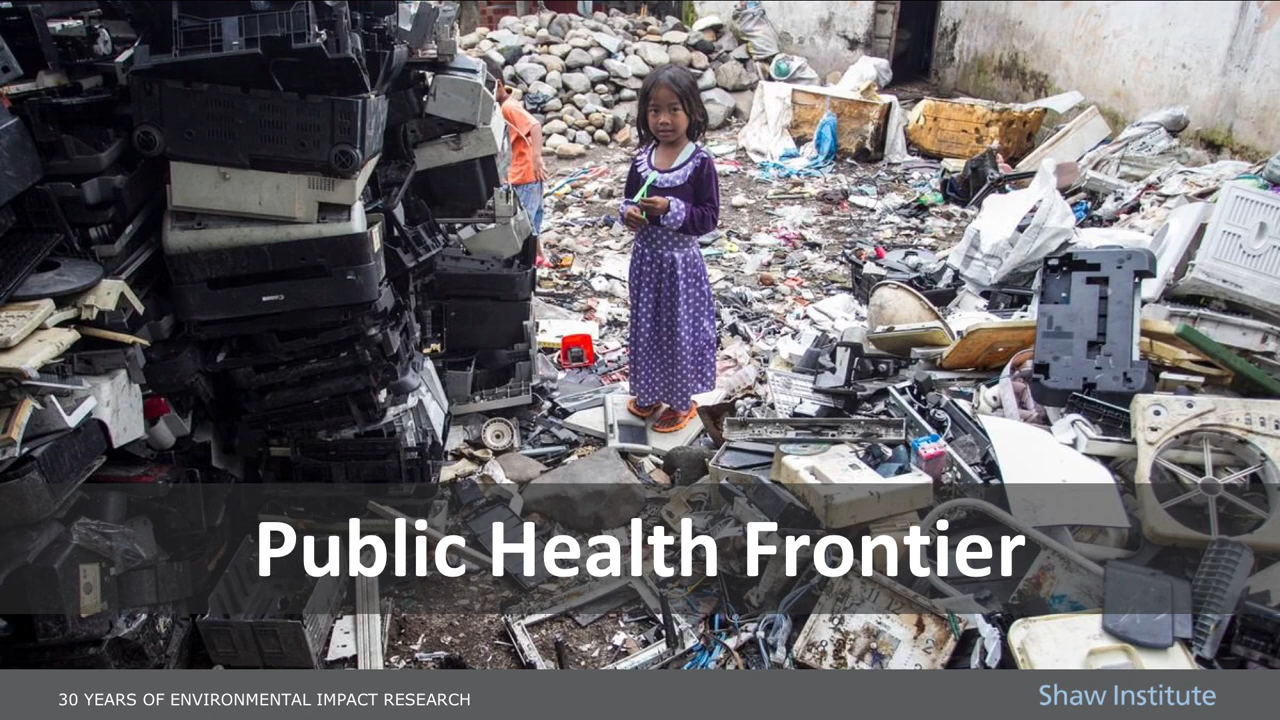 Public Health Frontier
30 YEARS OF ENVIRONMENTAL IMPACT RESEARCH
Shaw Institute